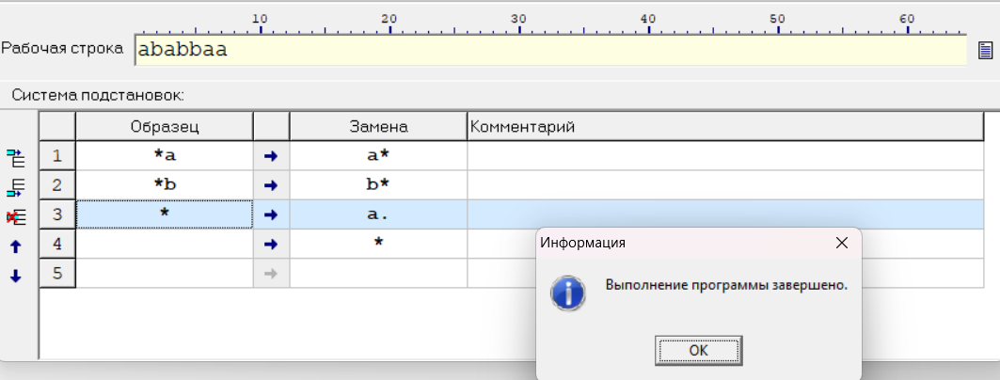 10 20 30 40 50 60
Рабочая строка ababbaa
Система подстановок:
Образец Замена Комментарий
1 *a → a*
2 *b → b*
3 * → a.
4 → *
5 →
Информация
Выполнение программы завершено.
OK